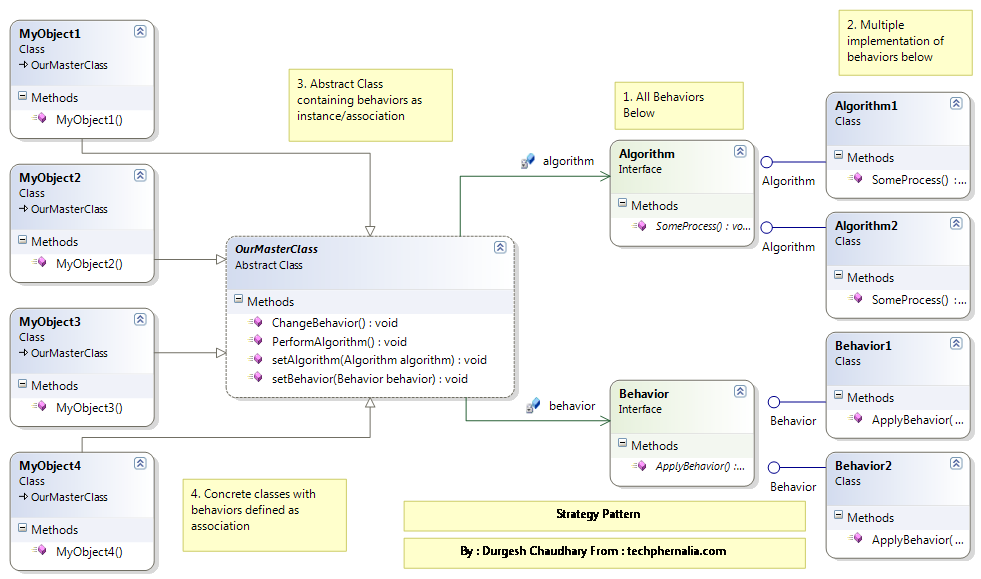 MyObject1
Class
OurMasterClass
Methods
MyObject1()
MyObject2
Class
OurMasterClass
Methods
MyObject2()
MyObject3
Class
OurMasterClass
Methods
MyObject3()
MyObject4
Class
OurMasterClass
Methods
MyObject4()
3. Abstract Class
containing behaviors as
instance/association
OurMasterClass
Abstract Class
Methods
ChangeBehavior() : void
PerformAlgorithm() : void
setAlgorithm(Algorithm algorithm) : void
setBehavior(Behavior behavior) : void
4. Concrete classes with
behaviors defined as
association
algorithm
behavior
1. All Behaviors
Below
Algorithm
Interface
Methods
SomeProcess() : vo...
Behavior
Interface
Methods
ApplyBehavior() :...
2. Multiple
implementation of
behaviors below
Algorithm
Algorithm1
Class
Methods
SomeProcess() :...
Algorithm
Algorithm2
Class
Methods
SomeProcess() :...
Behavior
Behavior1
Class
Methods
ApplyBehavior( ...
Behavior
Behavior2
Class
Methods
ApplyBehavior( ...
Strategy Pattern
By : Durgesh Chaudhary From : techphernalia.com